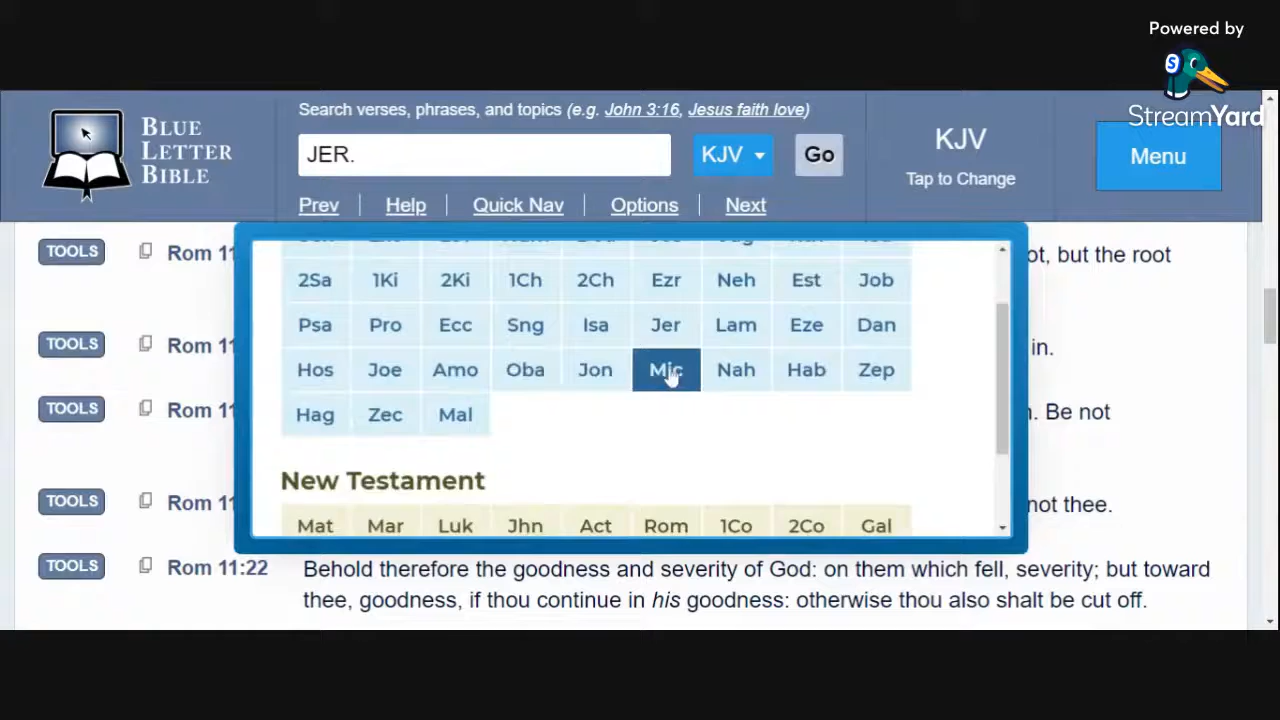 Powered by
StreamYard
BLUE
LETTER
BIBLE
Search verses, phrases, and topics (e.g. John 3:16, Jesus faith love)
JER.
KJV
Go
KJV
Tap to Change
Menu
Prev Help Quick Nav Options Next
TOOLS Rom 11 ot, but the root
2Sa 1Ki 2Ki 1Ch 2Ch Ezr Neh Est Job
Psa Pro Ecc Sng Isa Jer Lam Eze Dan
TOOLS Rom 11 in.
Hos Joe Amo Oba Jon Mic Nah Hab Zep
TOOLS Rom 11 . Be not
Hag Zec Mal
New Testament
TOOLS Rom 11 not thee.
Mat Mar Luk Jhn Act Rom 1Co 2Co Gal
TOOLS Rom 11:22 Behold therefore the goodness and severity of God: on them which fell, severity; but toward
thee, goodness, if thou continue in his goodness: otherwise thou also shalt be cut off.